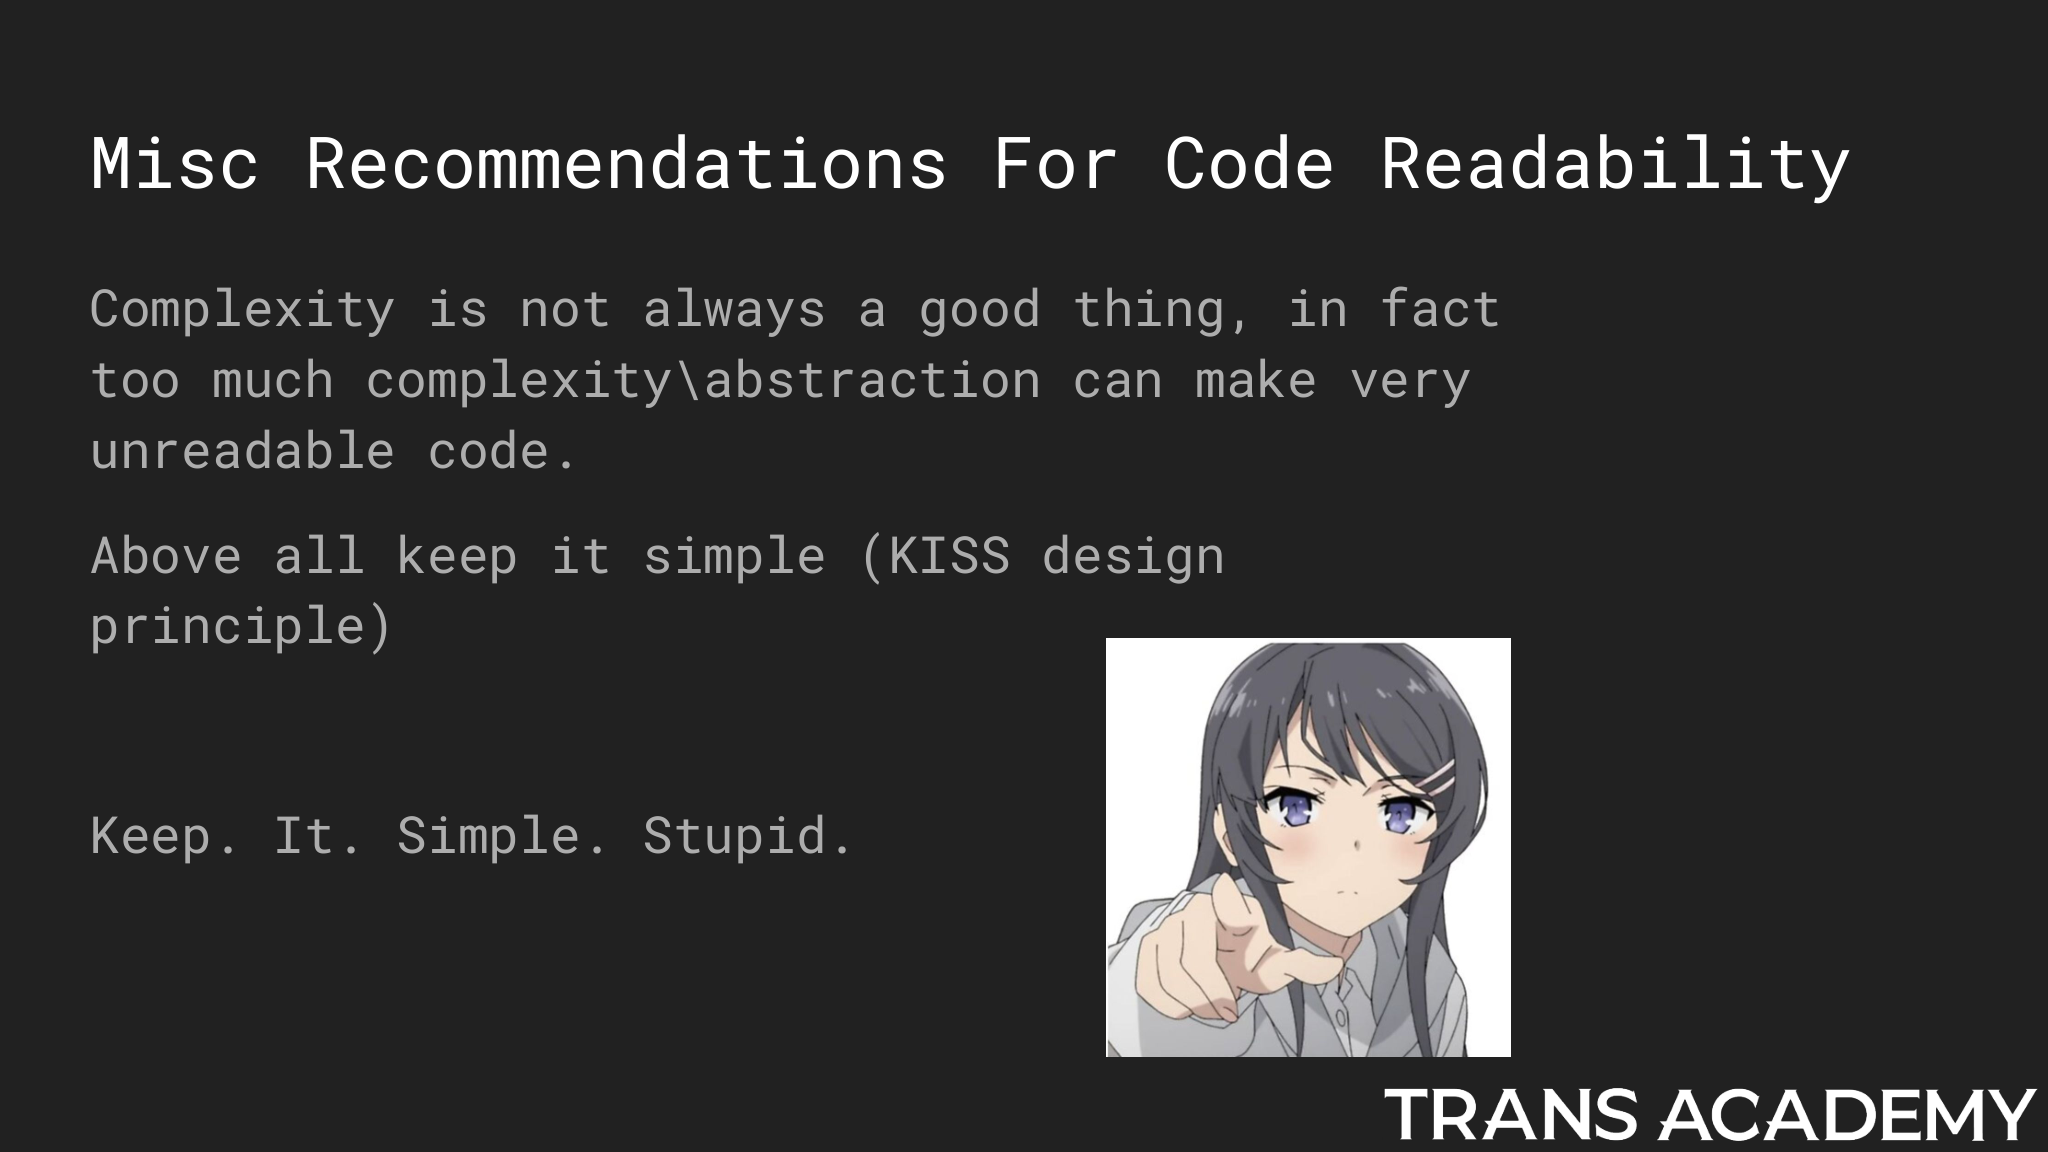 Misc Recommendations For Code Readability
Complexity is not always a good thing, in fact
too much complexity\abstraction can make very
unreadable code.
Above all keep it simple (KISS design
principle)
Keep. It. Simple. Stupid.
TRANS ACADEMY